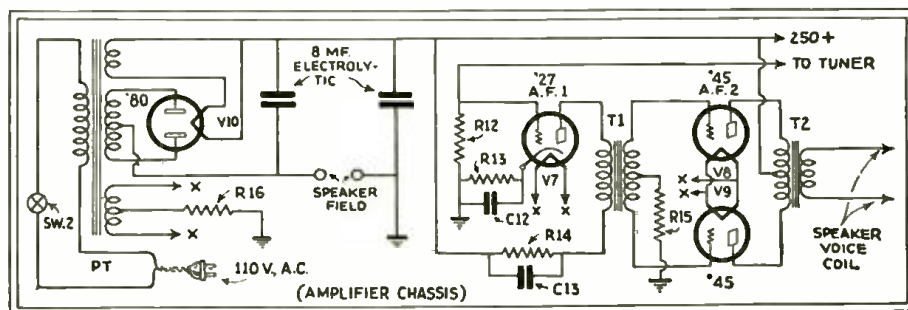 250+
TO TUNER
8 MF.
ELECTROLY-
TIC
'80
V10
SPEAKER
FIELD
X
R16
X
SW.2
PT
110 V., A.C.
(AMPLIFIER CHASSIS)
'27
A.F.1
R12
R13
C12
V7
X X
R14
C13
T1
'45
A.F.2
X V8
X V9
R15
'45
T2
SPEAKER
VOICE
COIL